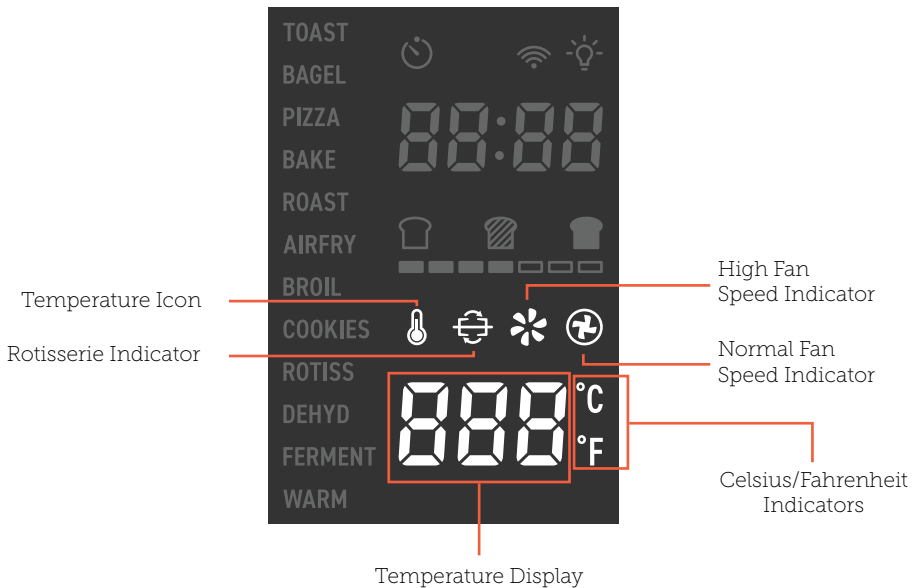 TOAST
BAGEL
PIZZA
BAKE
ROAST
AIRFRY
BROIL
COOKIES
ROTISS
DEHYD
FERMENT
WARM
88:88
888
°C
°F
Temperature Icon
Rotisserie Indicator
High Fan
Speed Indicator
Normal Fan
Speed Indicator
Celsius/Fahrenheit
Indicators
Temperature Display